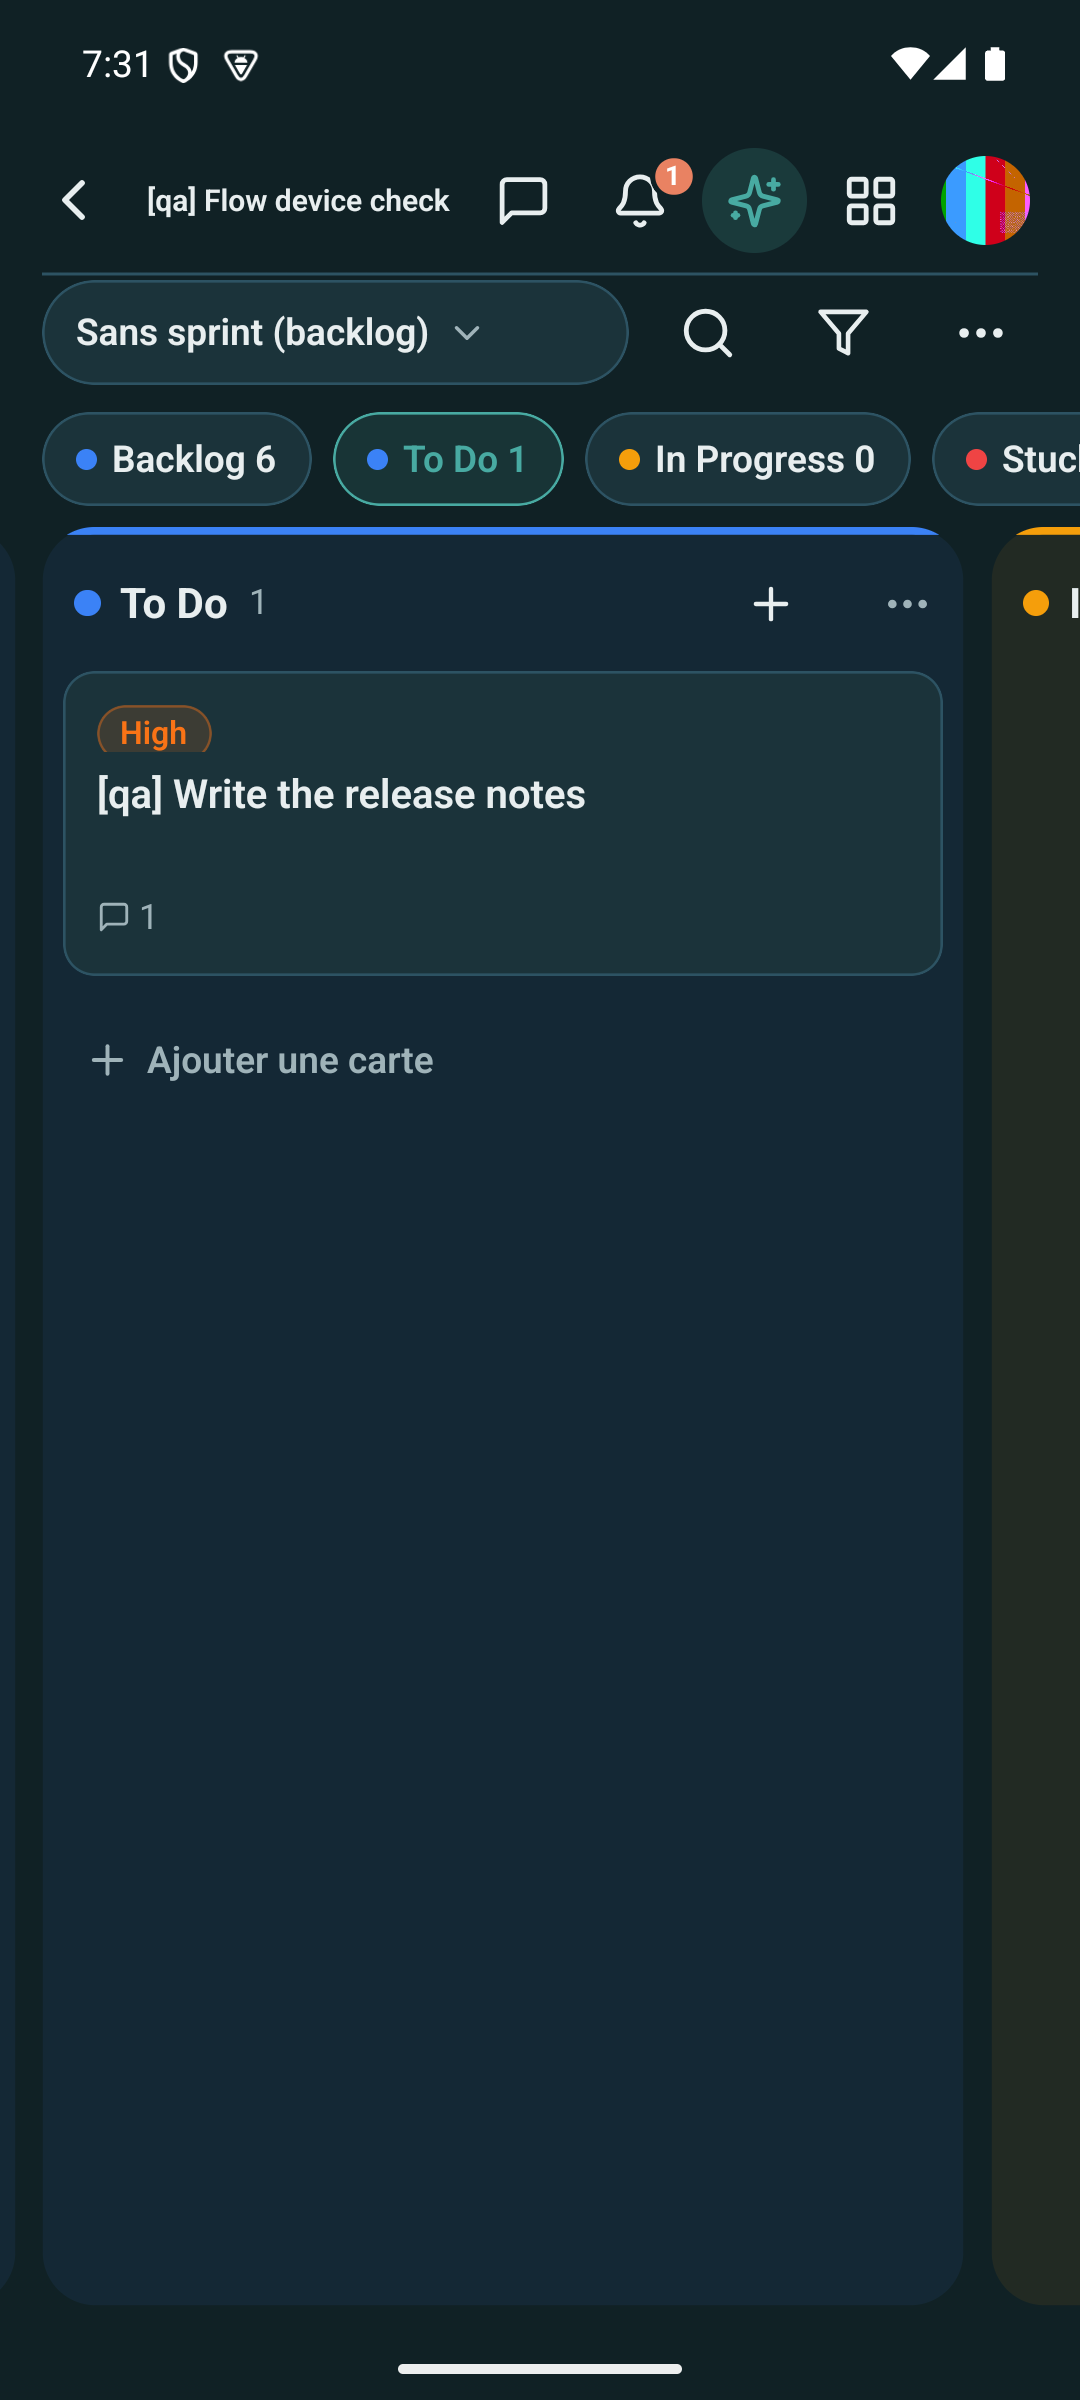 7:31
[qa] Flow device check
1
Sans sprint (backlog)
Backlog 6
To Do 1
In Progress 0
To Do 1
High
[qa] Write the release notes
1
Ajouter une carte